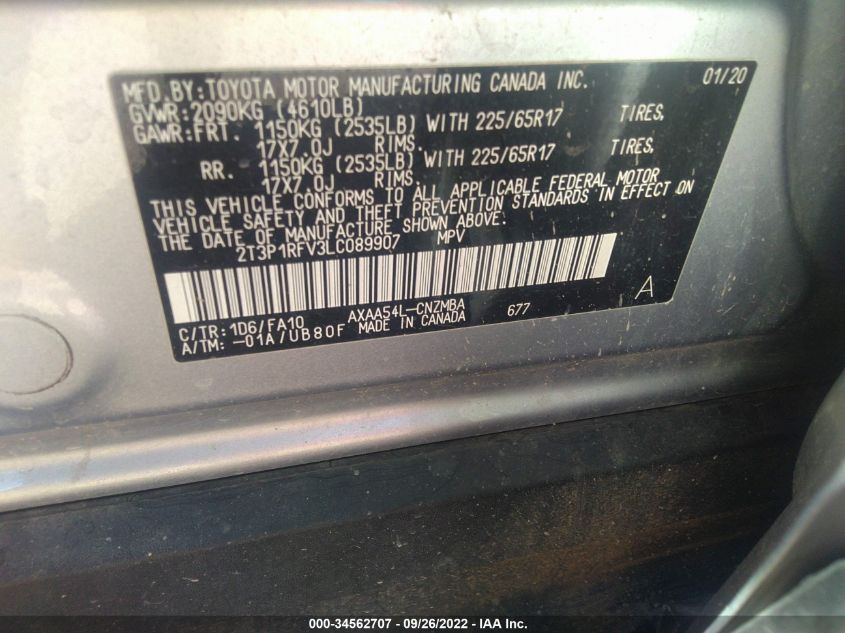 MFD.BY:TOYOTA MOTOR MANUFACTURING CANADA INC. 01/20
GVWR:2090KG (4610LB)
GAWR:FRT. 1150KG (2535LB) WITH 225/65R17 TIRES,
17X7.0J RIMS.
RR. 1150KG (2535LB) WITH 225/65R17 TIRES,
17X7.0J RIMS.
THIS VEHICLE CONFORMS TO ALL APPLICABLE FEDERAL MOTOR
VEHICLE SAFETY AND THEFT PREVENTION STANDARDS IN EFFECT ON
THE DATE OF MANUFACTURE SHOWN ABOVE.
2T3P1RFV3LC089907 MPV
A
C/TR:1D6/FA10 AXAA54L-CNZMBA 677
A/TM:-01A/UB80F MADE IN CANADA
000-34562707 - 09/26/2022 - IAA Inc.